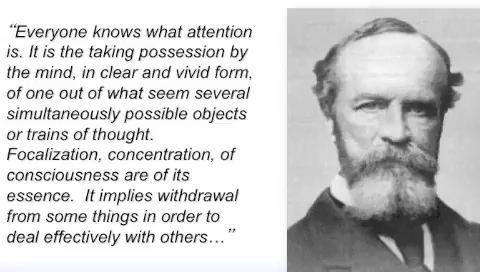 “Everyone knows what attention
is. It is the taking possession by
the mind, in clear and vivid form,
of one out of what seem several
simultaneously possible objects
or trains of thought.
Focalization, concentration, of
consciousness are of its
essence.  It implies withdrawal
from some things in order to
deal effectively with others…”